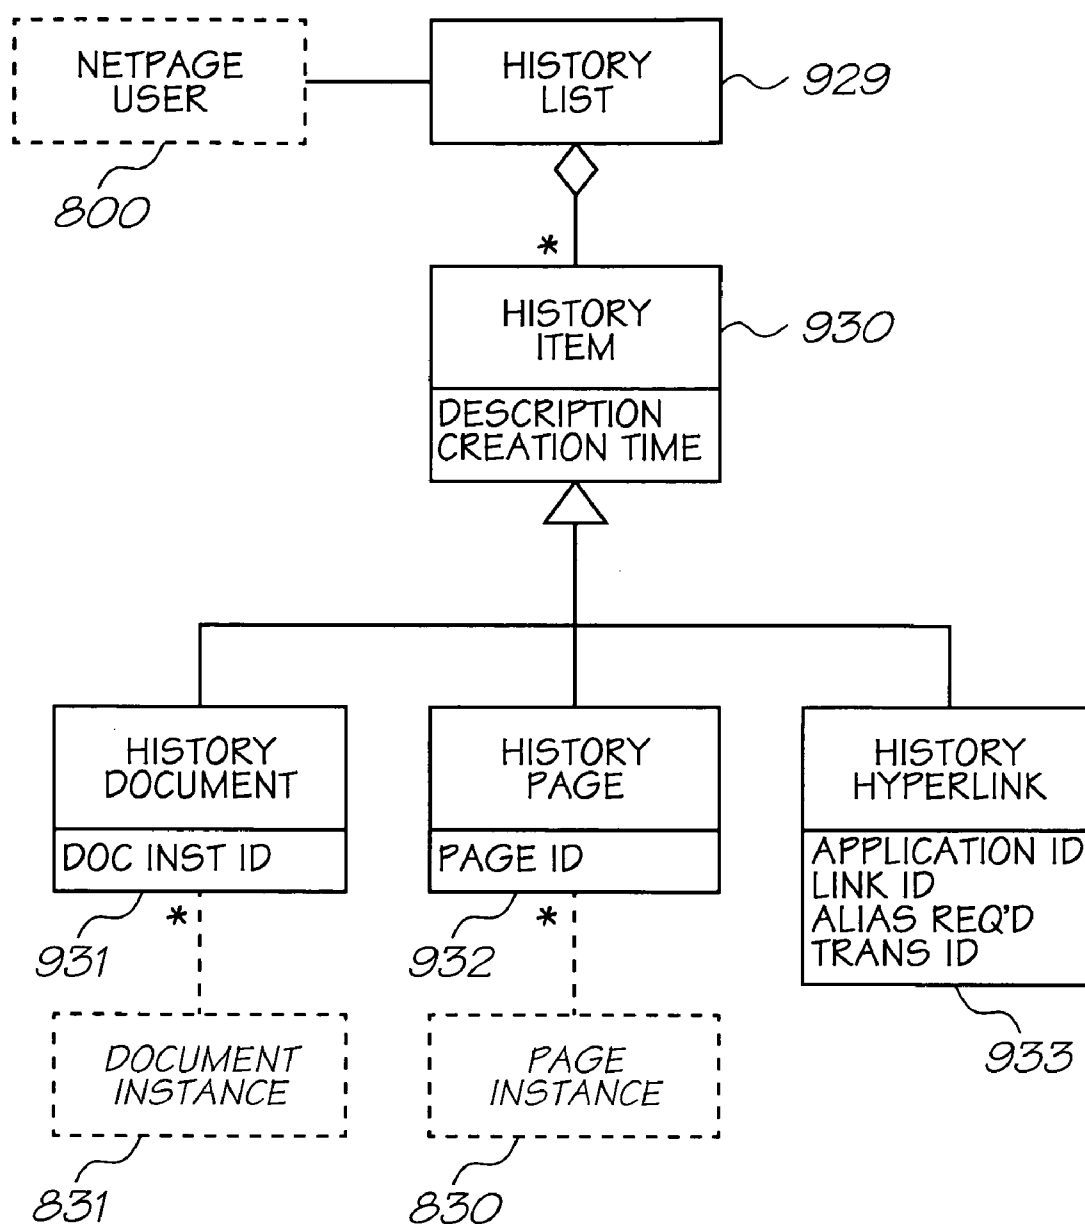 NETPAGE
USER
800
HISTORY
LIST
929
*
HISTORY
ITEM
930
DESCRIPTION
CREATION TIME
HISTORY
DOCUMENT
DOC INST ID
931
*
HISTORY
PAGE
PAGE ID
932
*
HISTORY
HYPERLINK
APPLICATION ID
LINK ID
ALIAS REQ'D
TRANS ID
933
DOCUMENT
INSTANCE
831
PAGE
INSTANCE
830